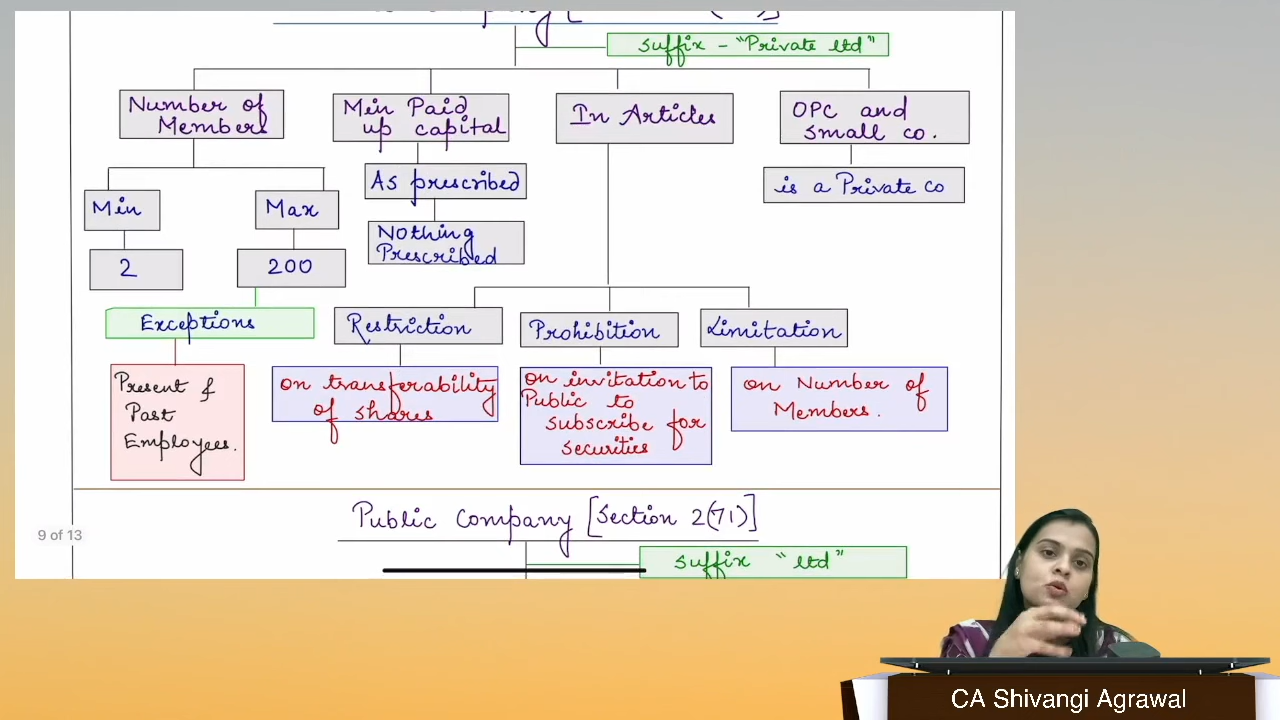 suffix - "Private ltd"
Number of
Members
Min Paid
up capital
In Articles
OPC and
small co.
As prescribed
is a Private co
Min
Max
Nothing
Prescribed
2
200
Exceptions
Restriction
Prohibition
Limitation
Present &
Past
Employees.
on transferability
of shares
on invitation to
Public to
subscribe for
securities
on Number of
Members.
Public Company [Section 2(71)]
9 of 13
suffix "ltd"
CA Shivangi Agrawal